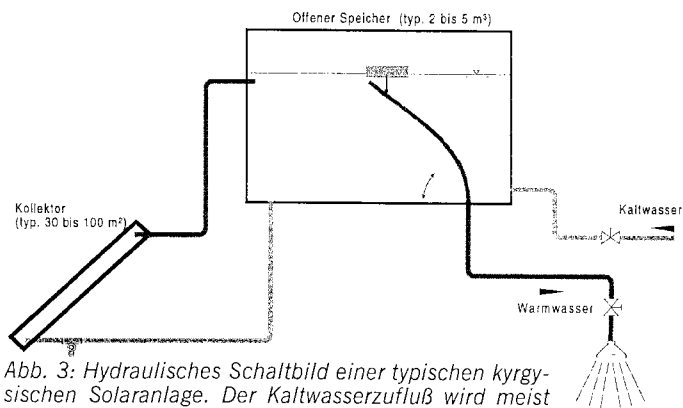 Offener Speicher (typ. 2 bis 5 m³)
Kollektor
(typ. 30 bis 100 m²)
Kaltwasser
Warmwasser
Abb. 3: Hydraulisches Schaltbild einer typischen kyrgy-
sischen Solaranlage. Der Kaltwasserzufluß wird meist